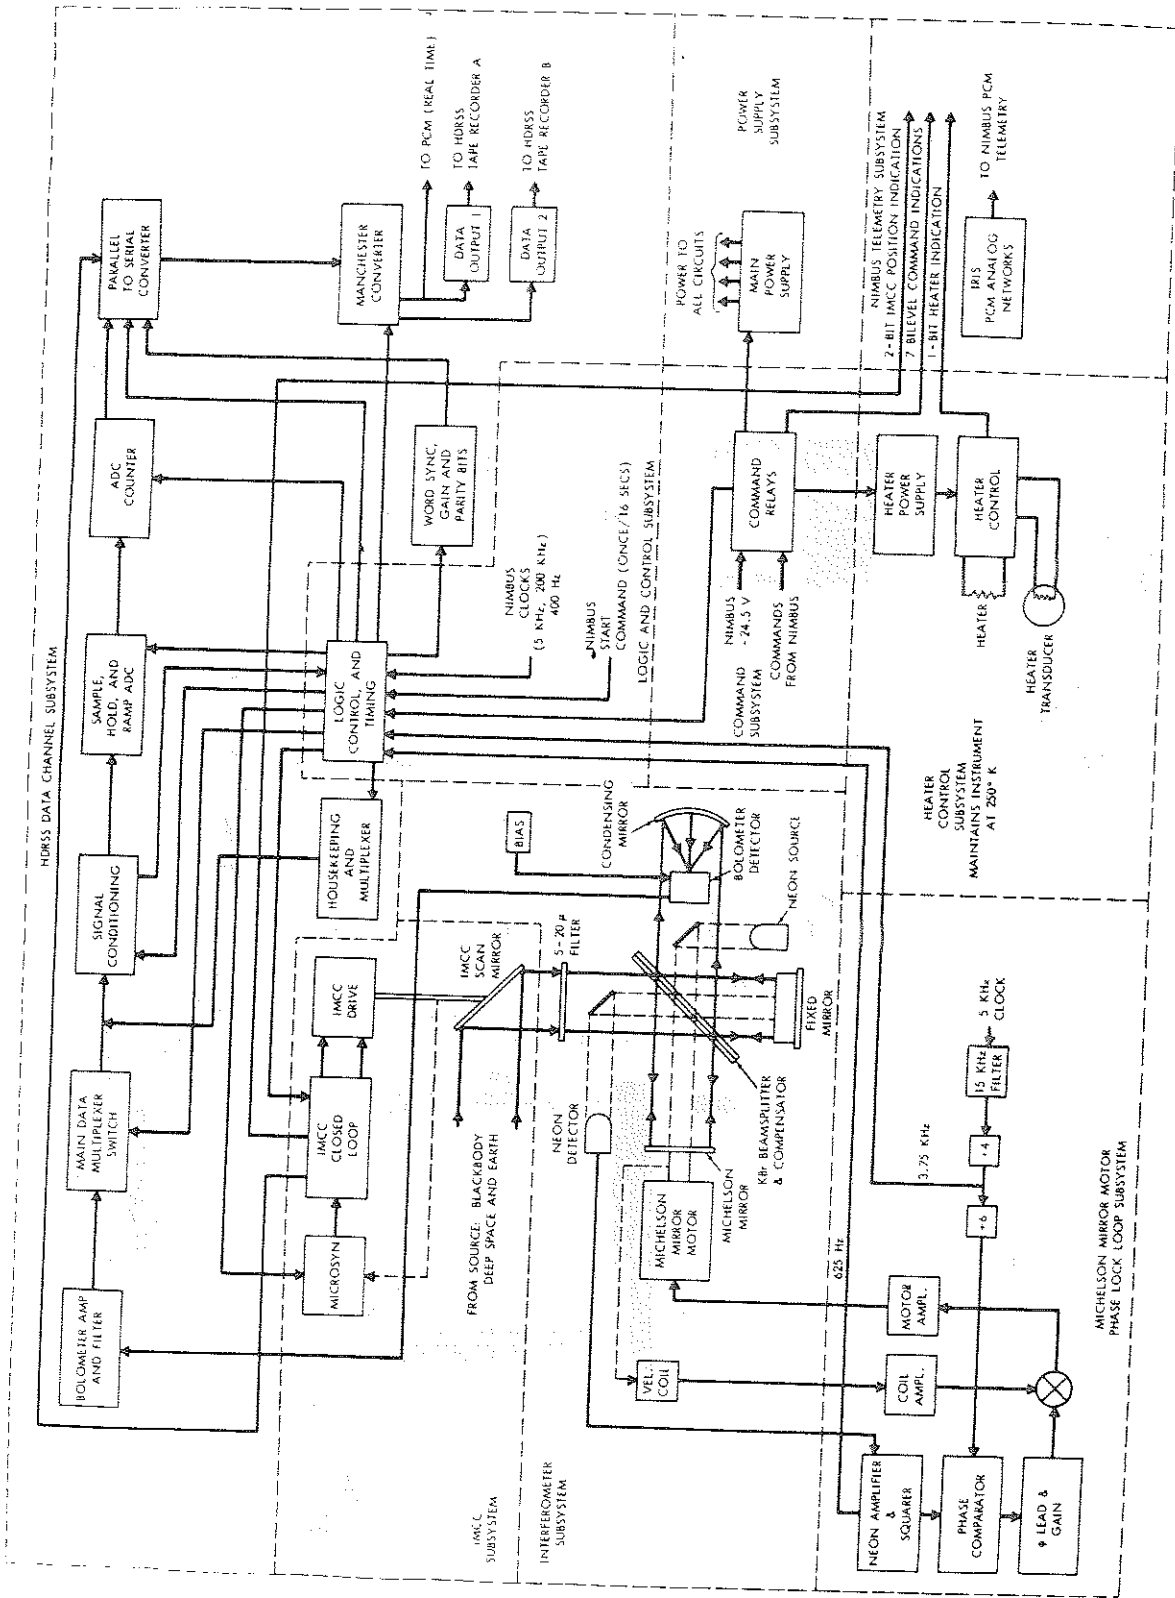 HDRSS DATA CHANNEL SUBSYSTEM
BOLOMETER AMP
AND FILTER
MAIN DATA
MULTIPLEXER
SWITCH
SIGNAL
CONDITIONING
SAMPLE,
HOLD, AND
RAMP ADC
ADC
COUNTER
PARALLEL
TO SERIAL
CONVERTER
MANCHESTER
CONVERTER
TO PCM (REAL TIME)
DATA
OUTPUT 1
TO HDRSS
TAPE RECORDER A
DATA
OUTPUT 2
TO HDRSS
TAPE RECORDER B
WORD SYNC,
GAIN AND
PARITY BITS
LOGIC
CONTROL, AND
TIMING
HOUSEKEEPING
AND
MULTIPLEXER
NIMBUS
CLOCKS
(5 KHz, 200 KHz)
400 Hz
NIMBUS
START
COMMAND (ONCE/16 SECS)
LOGIC AND CONTROL SUBSYSTEM
MICROSYN
IMCC
CLOSED
LOOP
IMCC
DRIVE
IMCC
SCAN
MIRROR
IMCC
SUBSYSTEM
FROM SOURCE: BLACKBODY
DEEP SPACE AND EARTH
5-20 μ
FILTER
BIAS
CONDENSING
MIRROR
BOLOMETER
DETECTOR
NEON SOURCE
FIXED
MIRROR
KBr BEAMSPLITTER
& COMPENSATOR
MICHELSON
MIRROR
NEON
DETECTOR
MICHELSON
MIRROR
MOTOR
VEL.
COIL
INTERFEROMETER
SUBSYSTEM
COMMAND
SUBSYSTEM
NIMBUS
-24.5 V
COMMANDS
FROM NIMBUS
COMMAND
RELAYS
POWER TO
ALL CIRCUITS
MAIN
POWER
SUPPLY
POWER
SUPPLY
SUBSYSTEM
NIMBUS TELEMETRY SUBSYSTEM
2-BIT IMCC POSITION INDICATION
7 BILEVEL COMMAND INDICATIONS
1-BIT HEATER INDICATION
IRIS
PCM ANALOG
NETWORKS
TO NIMBUS PCM
TELEMETRY
HEATER
POWER
SUPPLY
HEATER
CONTROL
HEATER
HEATER
TRANSDUCER
HEATER
CONTROL
SUBSYSTEM
MAINTAINS INSTRUMENT
AT 250° K
625 Hz
3.75 KHz
NEON AMPLIFIER
&
SQUARER
PHASE
COMPARATOR
φ LEAD &
GAIN
COIL
AMPL.
MOTOR
AMPL.
÷6
÷4
15 KHz
FILTER
5 KHz
CLOCK
MICHELSON MIRROR MOTOR
PHASE LOCK LOOP SUBSYSTEM